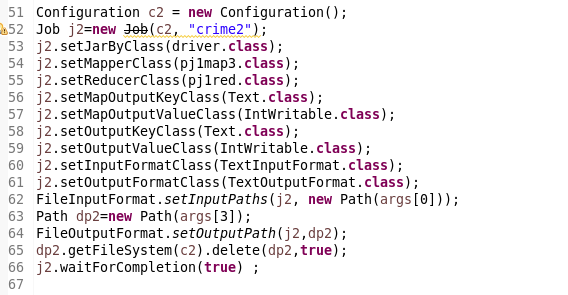 51 Configuration c2 = new Configuration();
52 Job j2=new Job(c2, "crime2");
53 j2.setJarByClass(driver.class);
54 j2.setMapperClass(pj1map3.class);
55 j2.setReducerClass(pj1red.class);
56 j2.setMapOutputKeyClass(Text.class);
57 j2.setMapOutputValueClass(IntWritable.class);
58 j2.setOutputKeyClass(Text.class);
59 j2.setOutputValueClass(IntWritable.class);
60 j2.setInputFormatClass(TextInputFormat.class);
61 j2.setOutputFormatClass(TextOutputFormat.class);
62 FileInputFormat.setInputPaths(j2, new Path(args[0]));
63 Path dp2=new Path(args[3]);
64 FileOutputFormat.setOutputPath(j2,dp2);
65 dp2.getFileSystem(c2).delete(dp2,true);
66 j2.waitForCompletion(true) ;
67